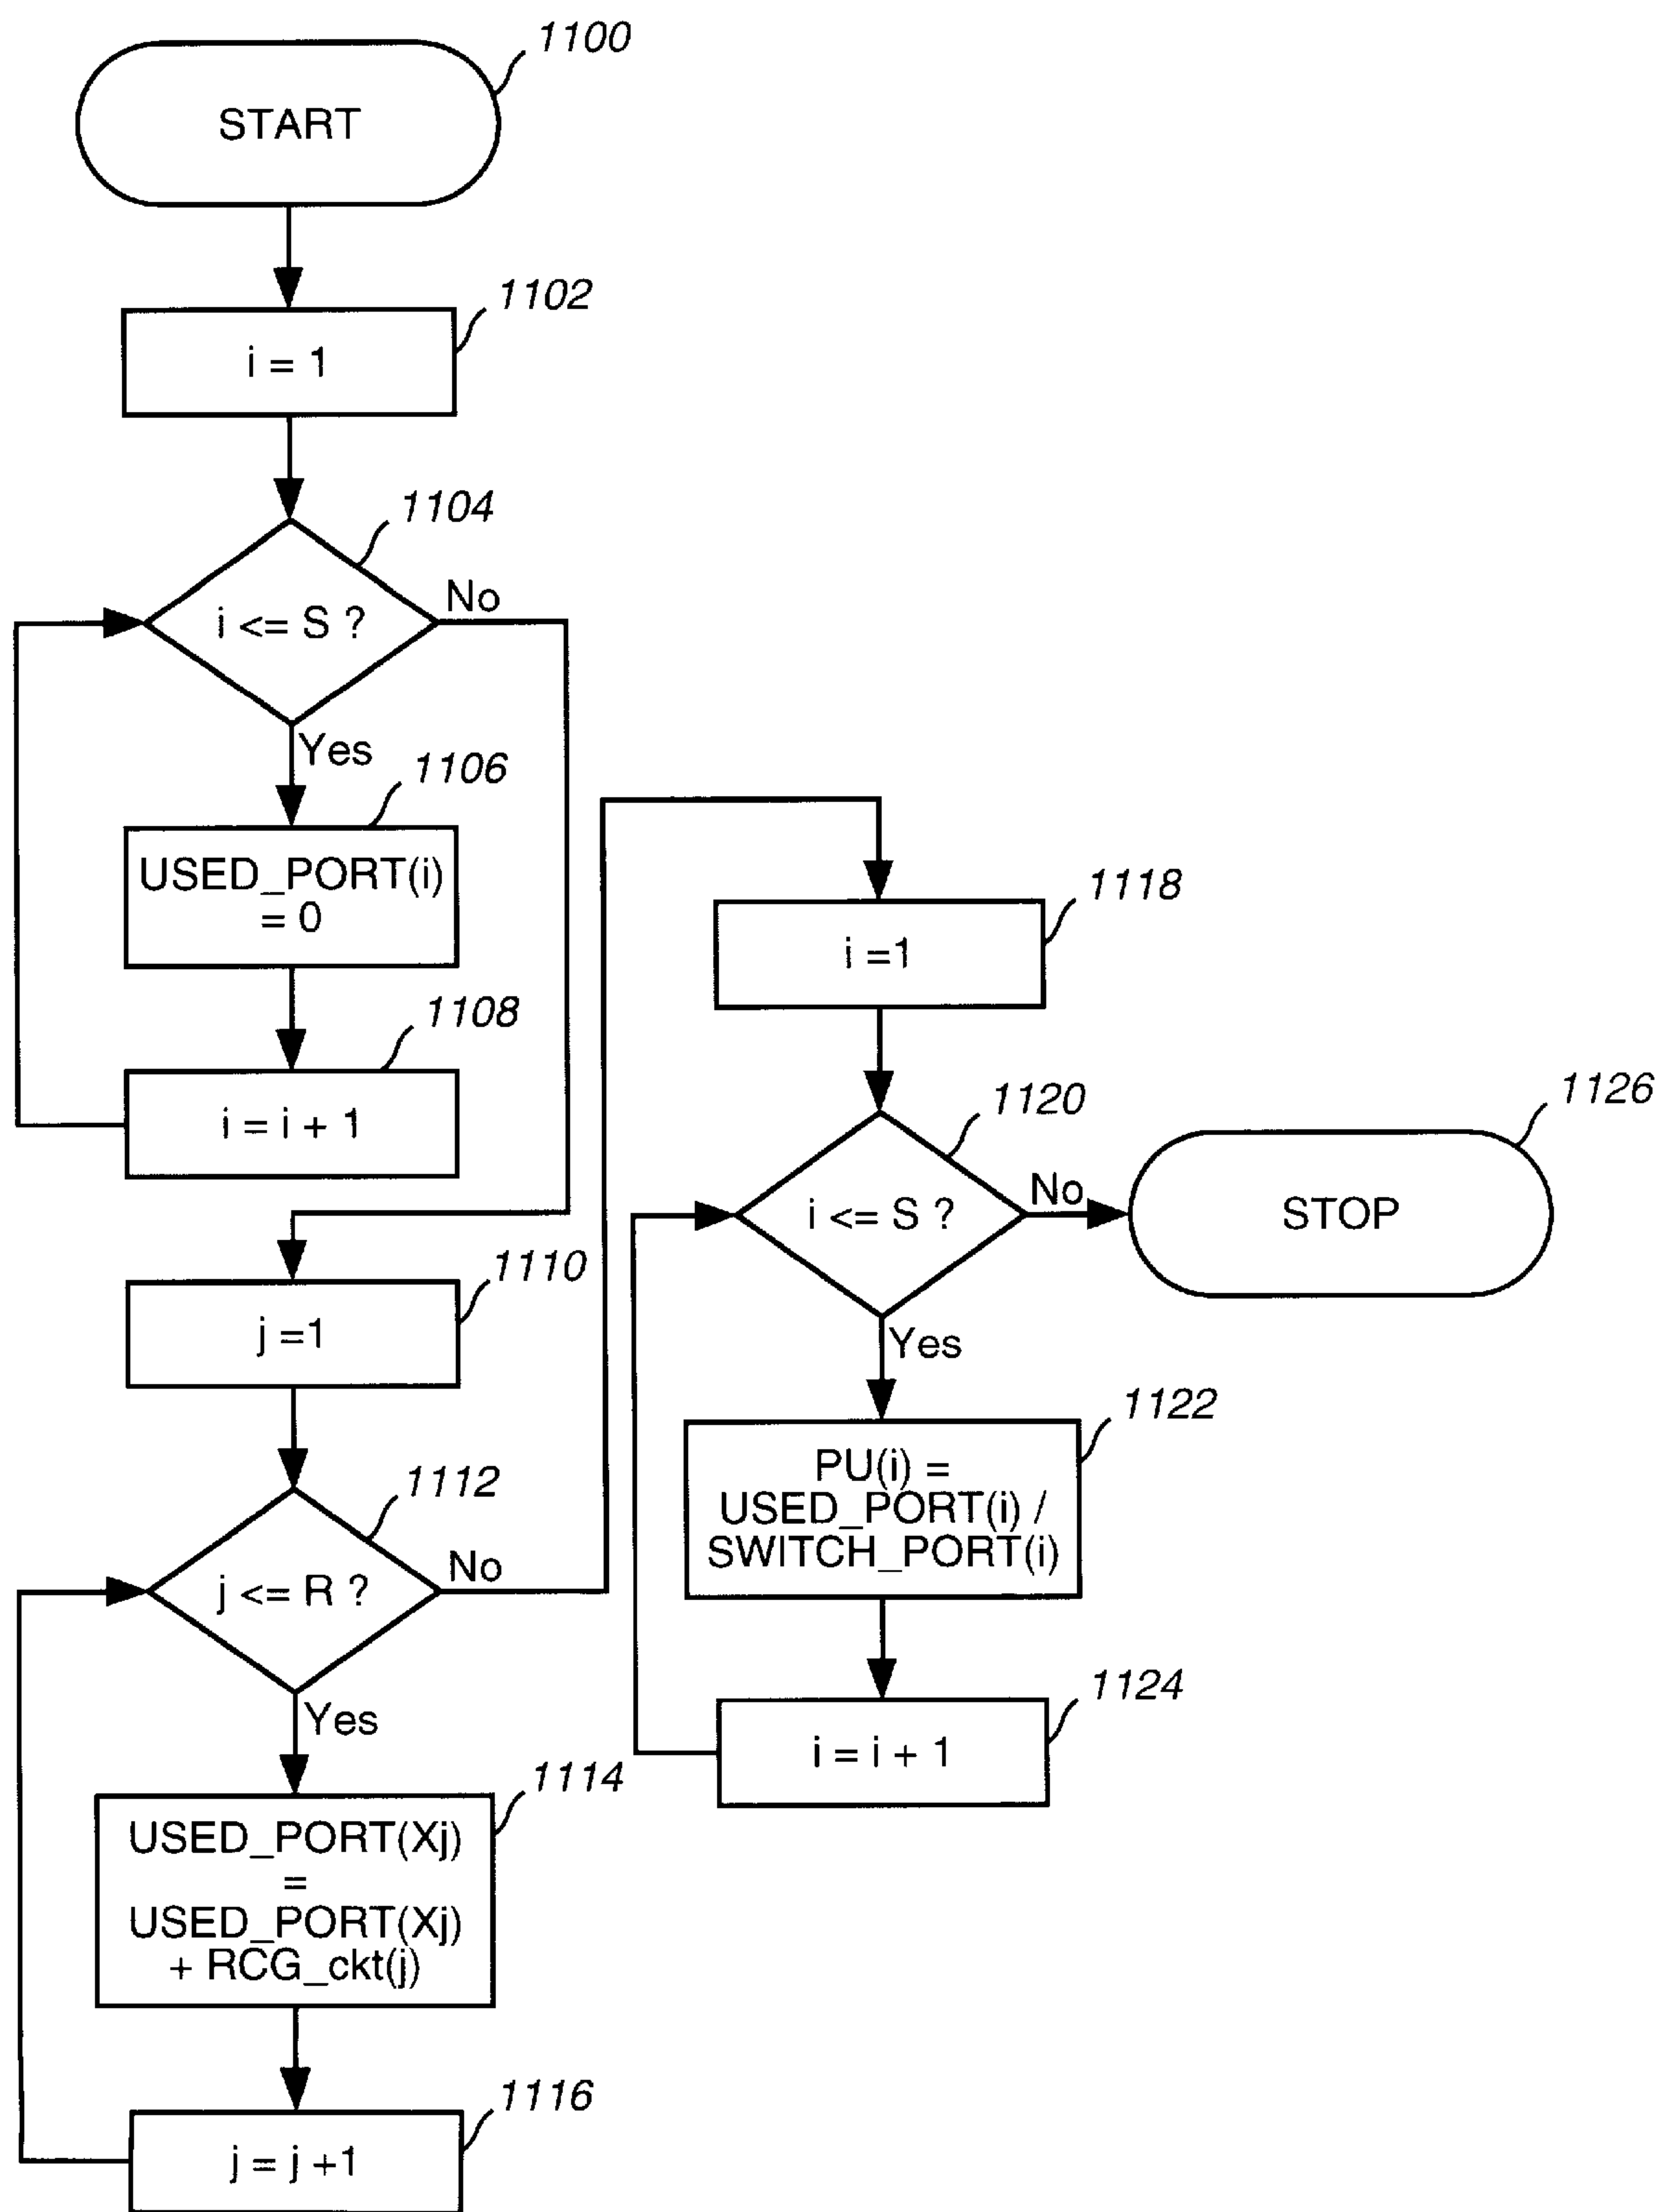 1100
START
1102
i = 1
1104
i <= S ?
No
Yes
1106
USED_PORT(i)
= 0
1108
i = i + 1
1110
j =1
1112
j <= R ?
No
Yes
1114
USED_PORT(Xj)
=
USED_PORT(Xj)
+ RCG_ckt(j)
1116
j = j +1
1118
i =1
1120
i <= S ?
No
1126
STOP
Yes
1122
PU(i) =
USED_PORT(i) /
SWITCH_PORT(i)
1124
i = i + 1